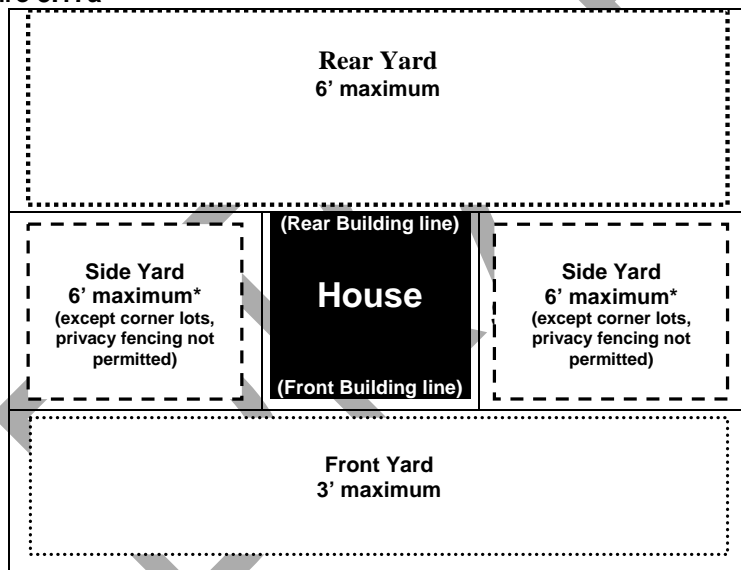 Rear Yard
6’ maximum
(Rear Building line)
Side Yard
6’ maximum*
(except corner lots,
privacy fencing not
permitted)
House
Side Yard
6’ maximum*
(except corner lots,
privacy fencing not
permitted)
(Front Building line)
Front Yard
3’ maximum